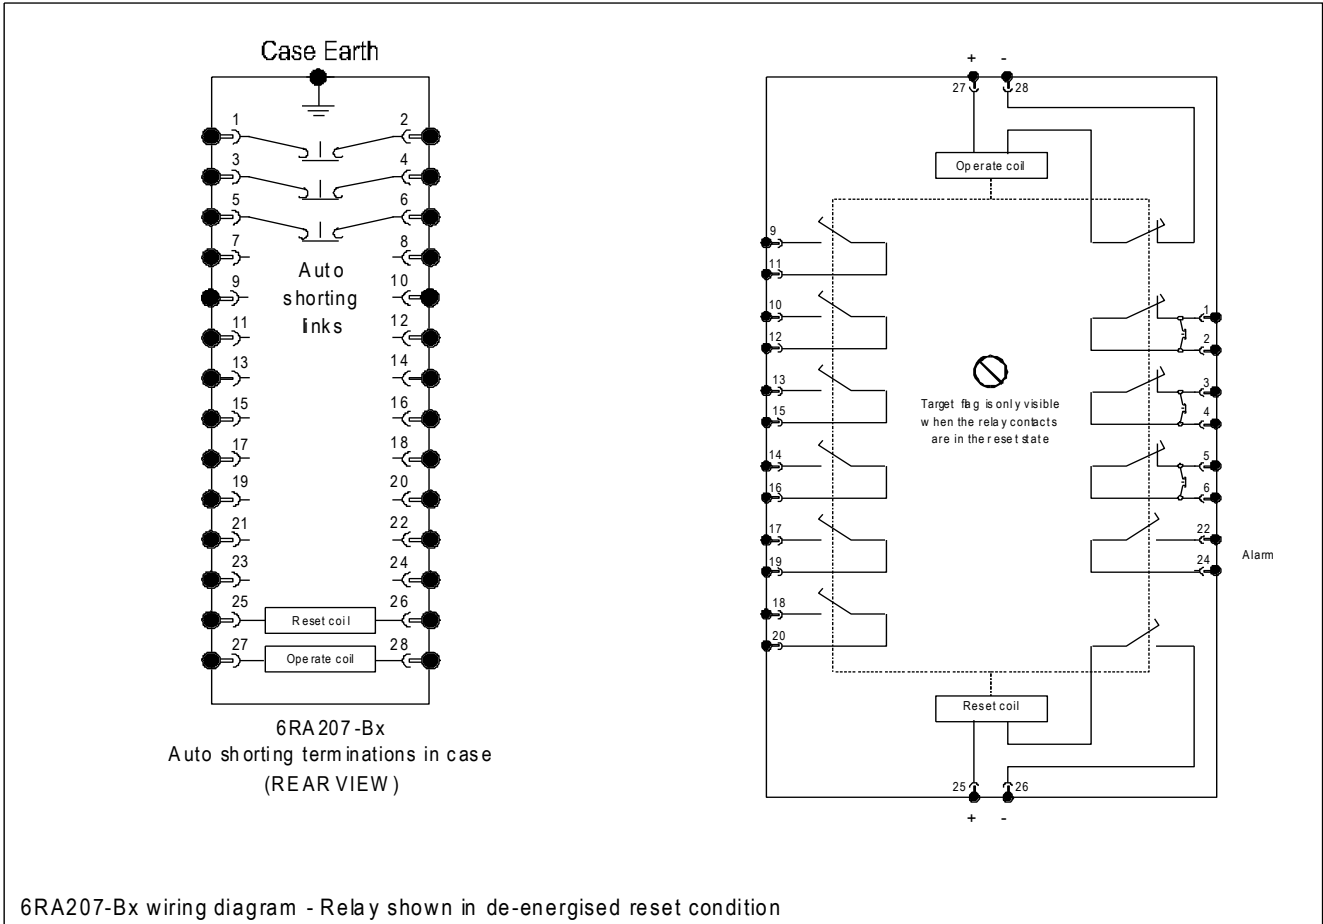 Case Earth
1 2
3 4
5 6
7 8
9 10
11 12
13 14
15 16
17 18
19 20
21 22
23 24
25 26
27 28
Auto
shorting
links
Reset coil
Operate coil
6RA207-Bx
Auto shorting terminations in case
(REAR VIEW)
+ -
27 28
Operate coil
9
11
10
12
13
15
14
16
17
19
18
20
Target flag is only visible
when the relay contacts
are in the reset state
1
2
3
4
5
6
22
24
Alarm
Reset coil
25 26
+ -
6RA207-Bx wiring diagram - Relay shown in de-energised reset condition